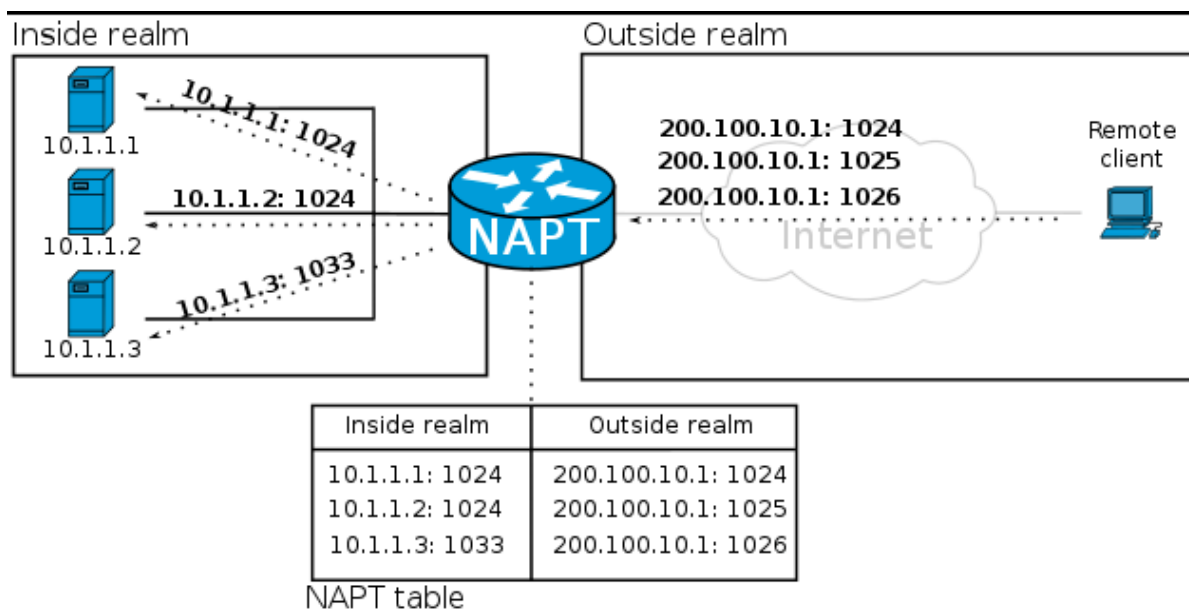 Inside realm
Outside realm
10.1.1.1: 1024
10.1.1.1
200.100.10.1: 1024
200.100.10.1: 1025
200.100.10.1: 1026
Remote
client
10.1.1.2: 1024
10.1.1.2
NAPT
Internet
10.1.1.3: 1033
10.1.1.3
Inside realm
Outside realm
10.1.1.1: 1024
200.100.10.1: 1024
10.1.1.2: 1024
200.100.10.1: 1025
10.1.1.3: 1033
200.100.10.1: 1026
NAPT table